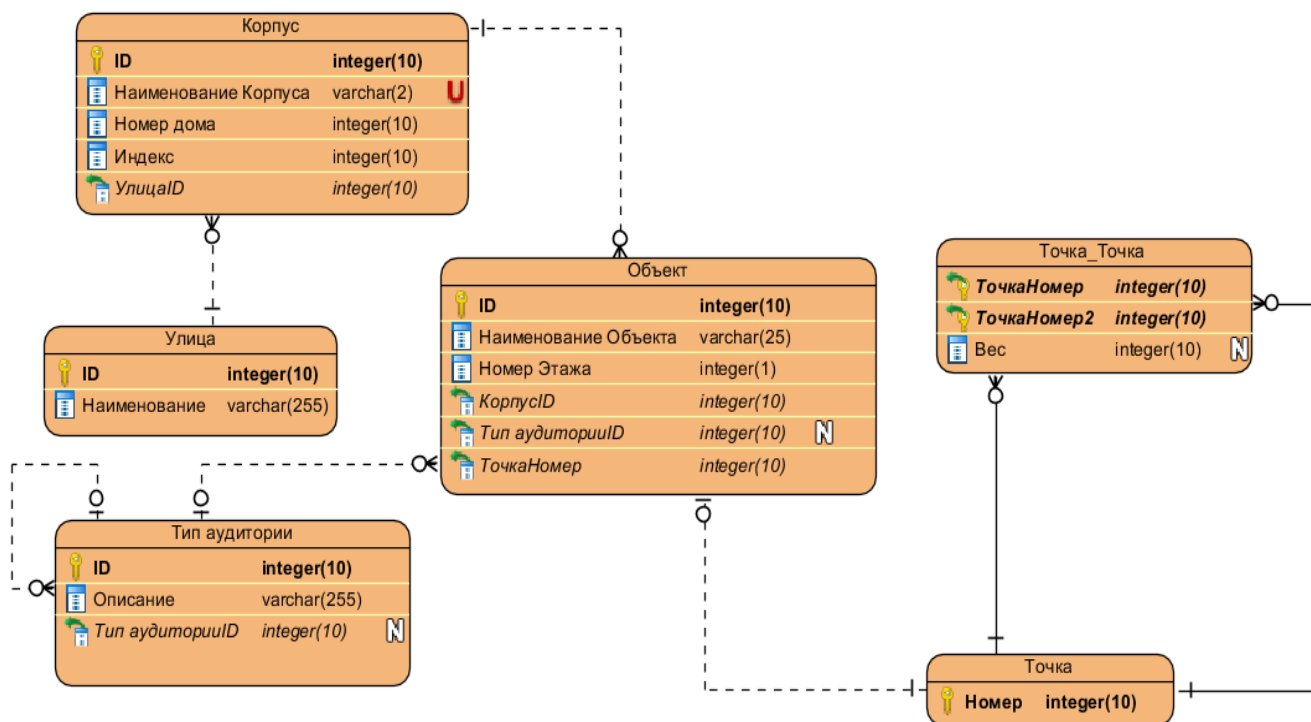 Корпус
ID integer(10)
Наименование Корпуса varchar(2) U
Номер дома integer(10)
Индекс integer(10)
УлицаID integer(10)
Улица
ID integer(10)
Наименование varchar(255)
Объект
ID integer(10)
Наименование Объекта varchar(25)
Номер Этажа integer(1)
КорпусID integer(10)
Тип аудиторииID integer(10) N
ТочкаНомер integer(10)
Точка_Точка
ТочкаНомер integer(10)
ТочкаНомер2 integer(10)
Вес integer(10) N
Тип аудитории
ID integer(10)
Описание varchar(255)
Тип аудиторииID integer(10) N
Точка
Номер integer(10)